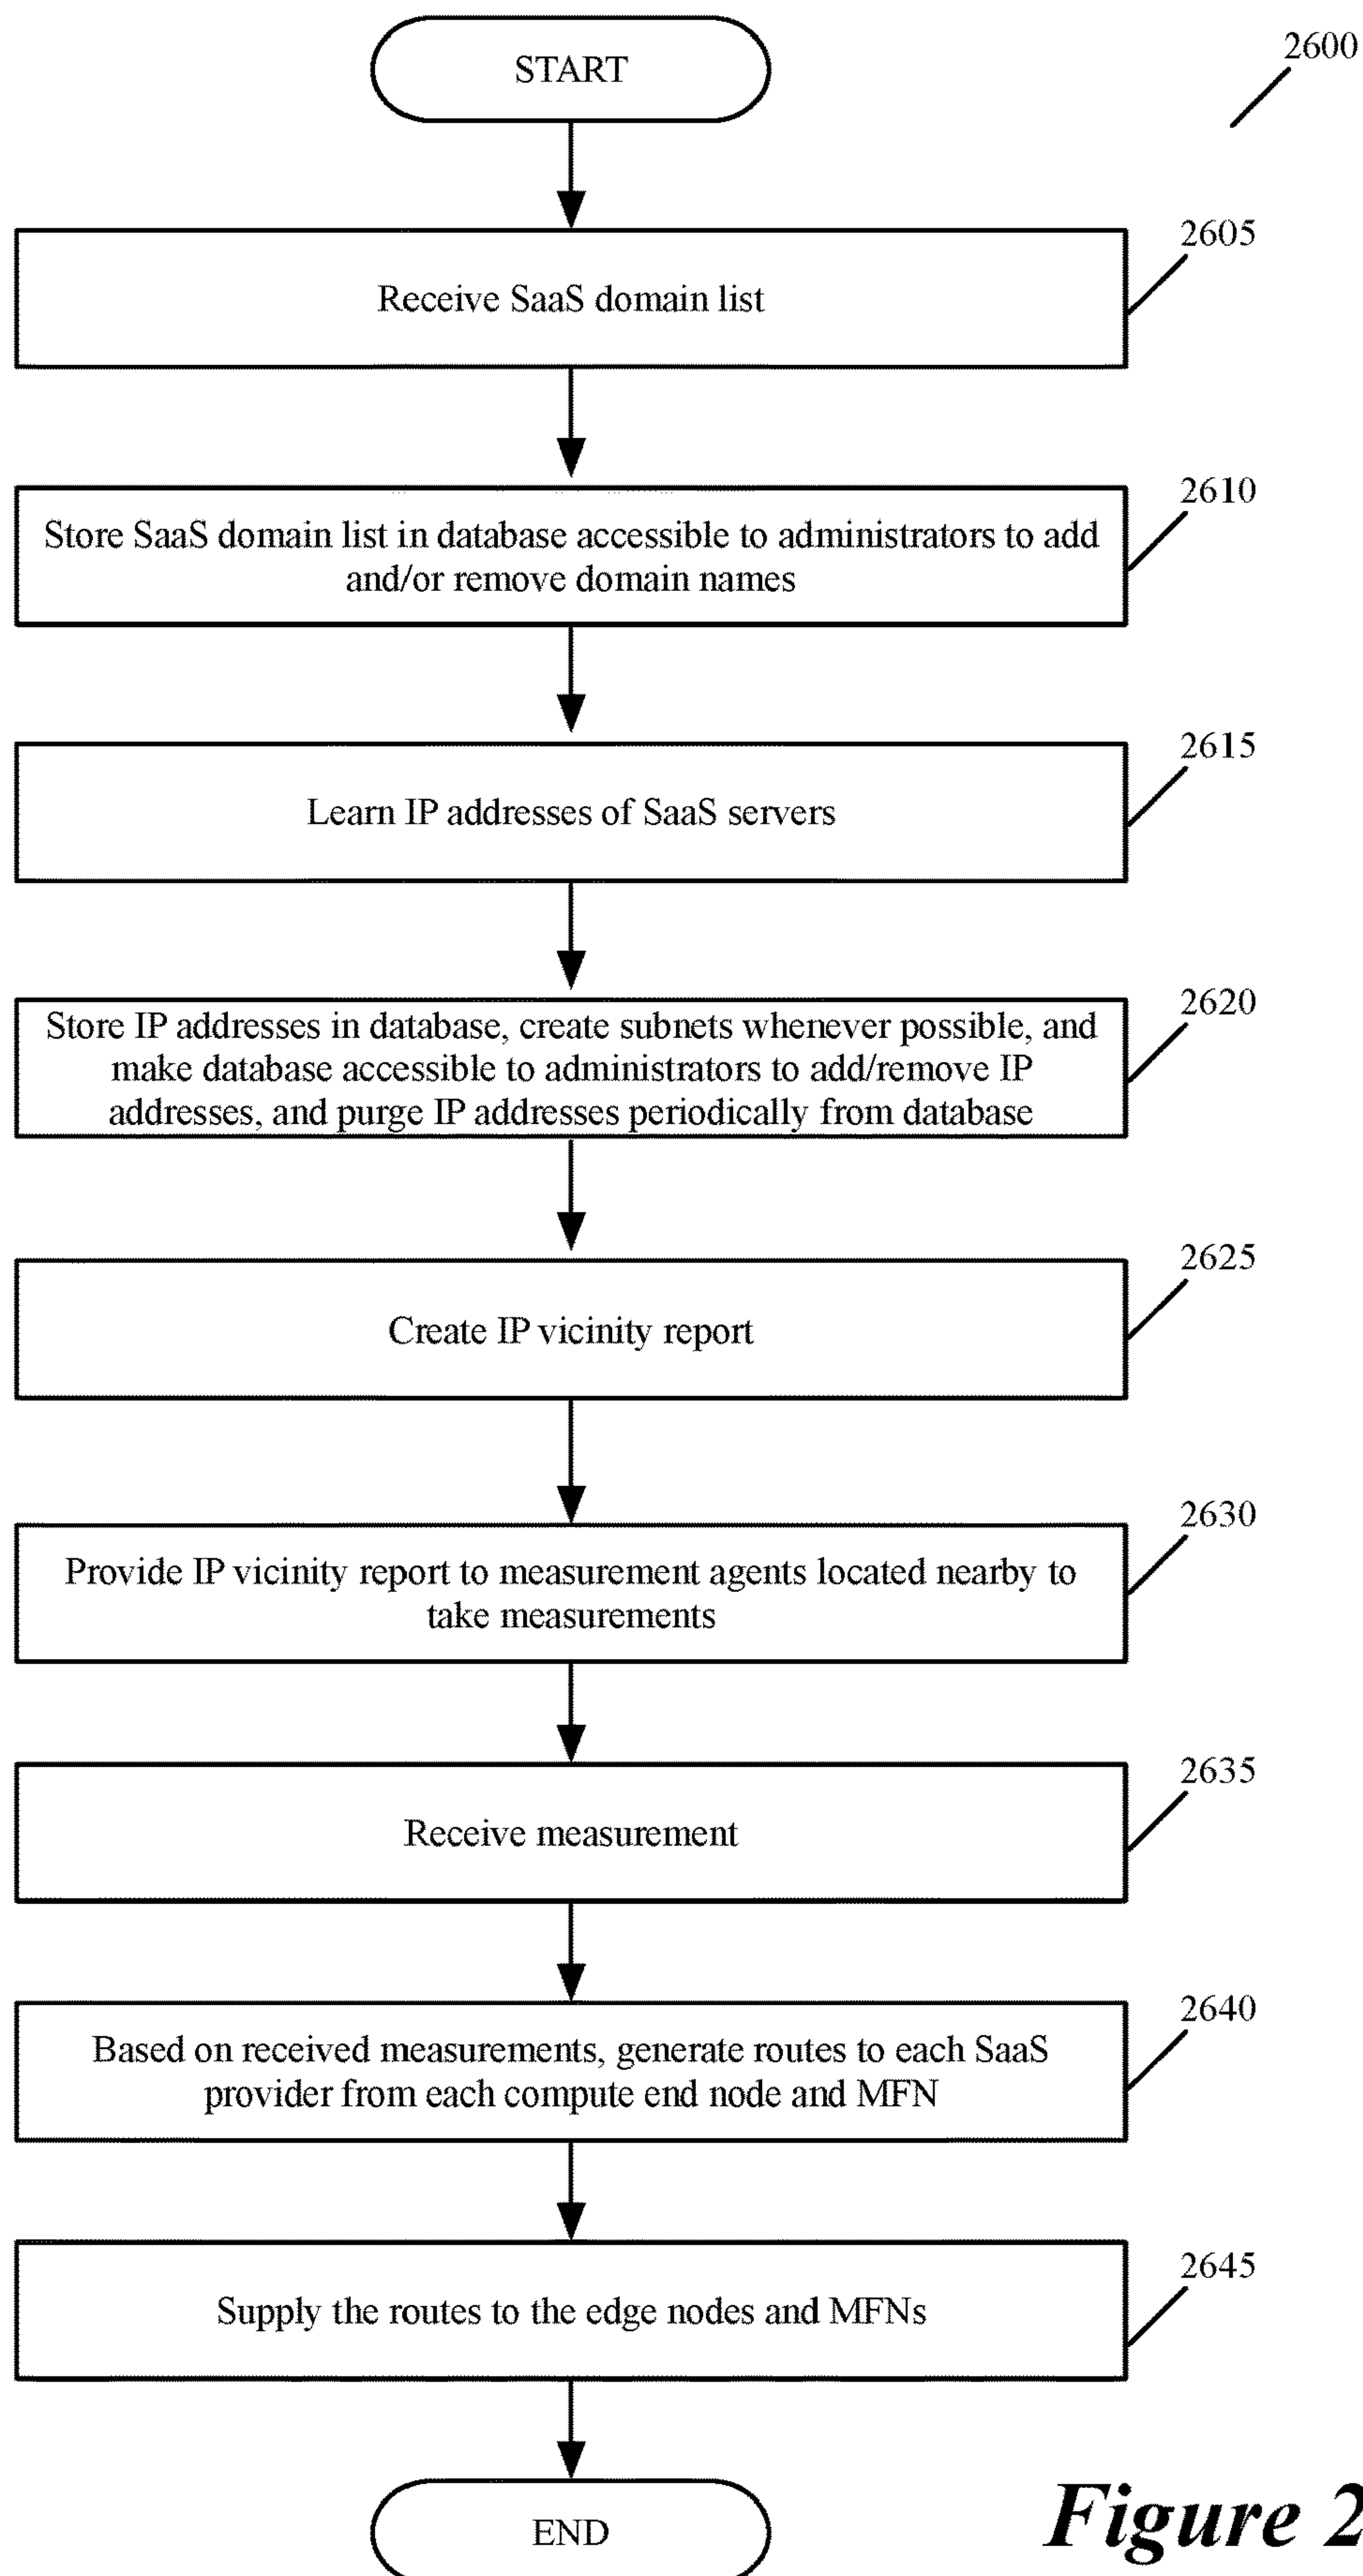 START
2600
2605
Receive SaaS domain list
2610
Store SaaS domain list in database accessible to administrators to add
and/or remove domain names
2615
Learn IP addresses of SaaS servers
2620
Store IP addresses in database, create subnets whenever possible, and
make database accessible to administrators to add/remove IP
addresses, and purge IP addresses periodically from database
2625
Create IP vicinity report
2630
Provide IP vicinity report to measurement agents located nearby to
take measurements
2635
Receive measurement
2640
Based on received measurements, generate routes to each SaaS
provider from each compute end node and MFN
2645
Supply the routes to the edge nodes and MFNs
END
Figure 2